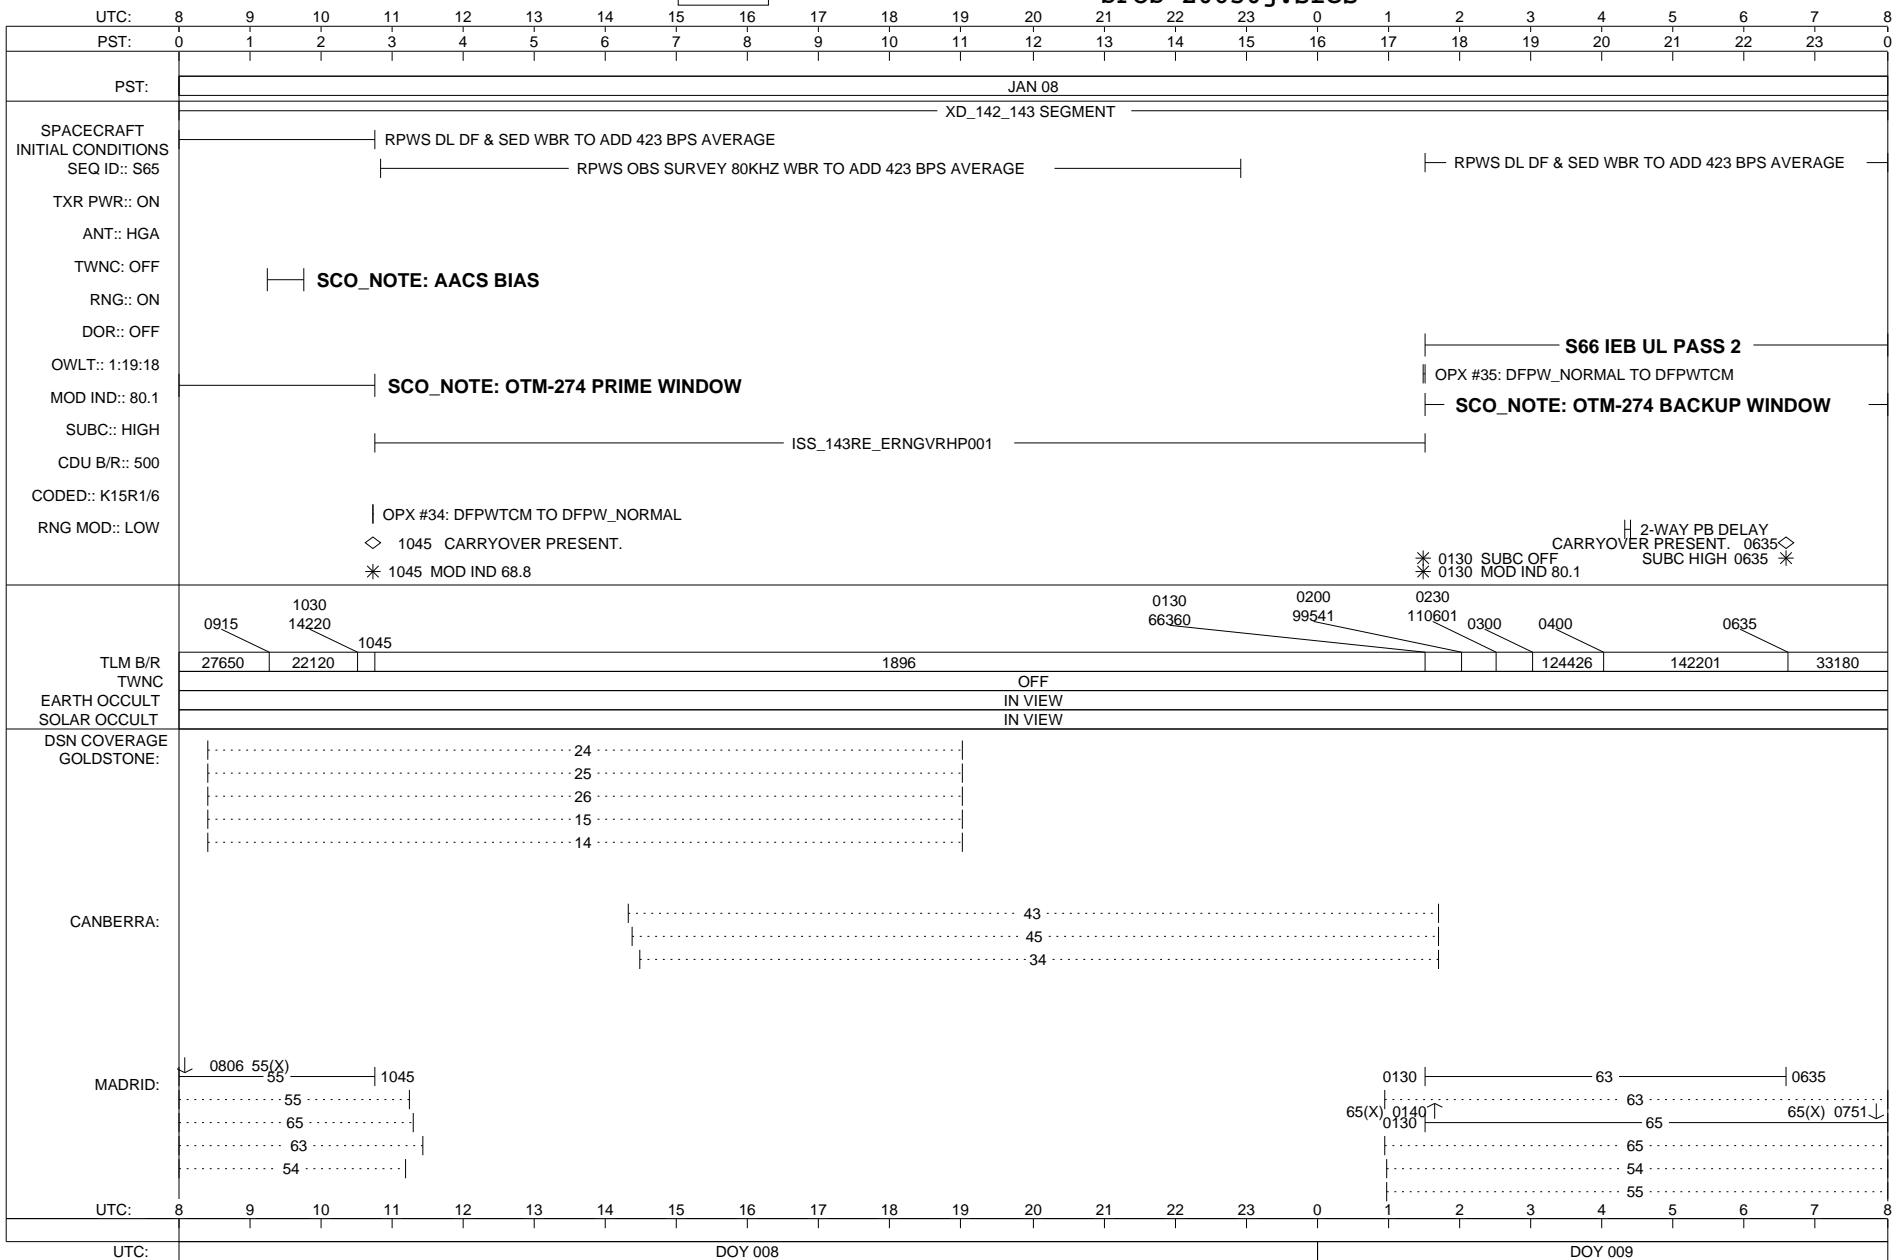 UTC: 8 9 10 11 12 13 14 15 16 17 18 19 20 21 22 23 0 1 2 3 4 5 6 7 8
PST: 0 1 2 3 4 5 6 7 8 9 10 11 12 13 14 15 16 17 18 19 20 21 22 23 0
PST: JAN 08
XD_142_143 SEGMENT
SPACECRAFT
INITIAL CONDITIONS
RPWS DL DF & SED WBR TO ADD 423 BPS AVERAGE
SEQ ID:: S65
RPWS OBS SURVEY 80KHZ WBR TO ADD 423 BPS AVERAGE
RPWS DL DF & SED WBR TO ADD 423 BPS AVERAGE
TXR PWR:: ON
ANT:: HGA
TWNC: OFF
SCO_NOTE: AACS BIAS
RNG:: ON
DOR:: OFF
S66 IEB UL PASS 2
OWLT:: 1:19:18
OPX #35: DFPW_NORMAL TO DFPWTCM
SCO_NOTE: OTM-274 PRIME WINDOW
MOD IND:: 80.1
SCO_NOTE: OTM-274 BACKUP WINDOW
SUBC:: HIGH
ISS_143RE_ERNGVRHP001
CDU B/R:: 500
CODED:: K15R1/6
OPX #34: DFPWTCM TO DFPW_NORMAL
RNG MOD:: LOW
2-WAY PB DELAY
1045 CARRYOVER PRESENT.
CARRYOVER PRESENT. 0635
0130 SUBC OFF
SUBC HIGH 0635
1045 MOD IND 68.8
0130 MOD IND 80.1
1030 0130 0200 0230
0915 14220 66360 99541 110601 0300 0400 0635
1045
TLM B/R 27650 22120 1896 124426 142201 33180
TWNC OFF
EARTH OCCULT IN VIEW
SOLAR OCCULT IN VIEW
DSN COVERAGE
GOLDSTONE:
24
25
26
15
14
CANBERRA:
43
45
34
MADRID:
0806 55(X)
55 1045
0130 63 0635
55
63
65(X) 0140
65(X) 0751
65
0130 65
63
65
54
54
55
UTC: 8 9 10 11 12 13 14 15 16 17 18 19 20 21 22 23 0 1 2 3 4 5 6 7 8
UTC: DOY 008 DOY 009